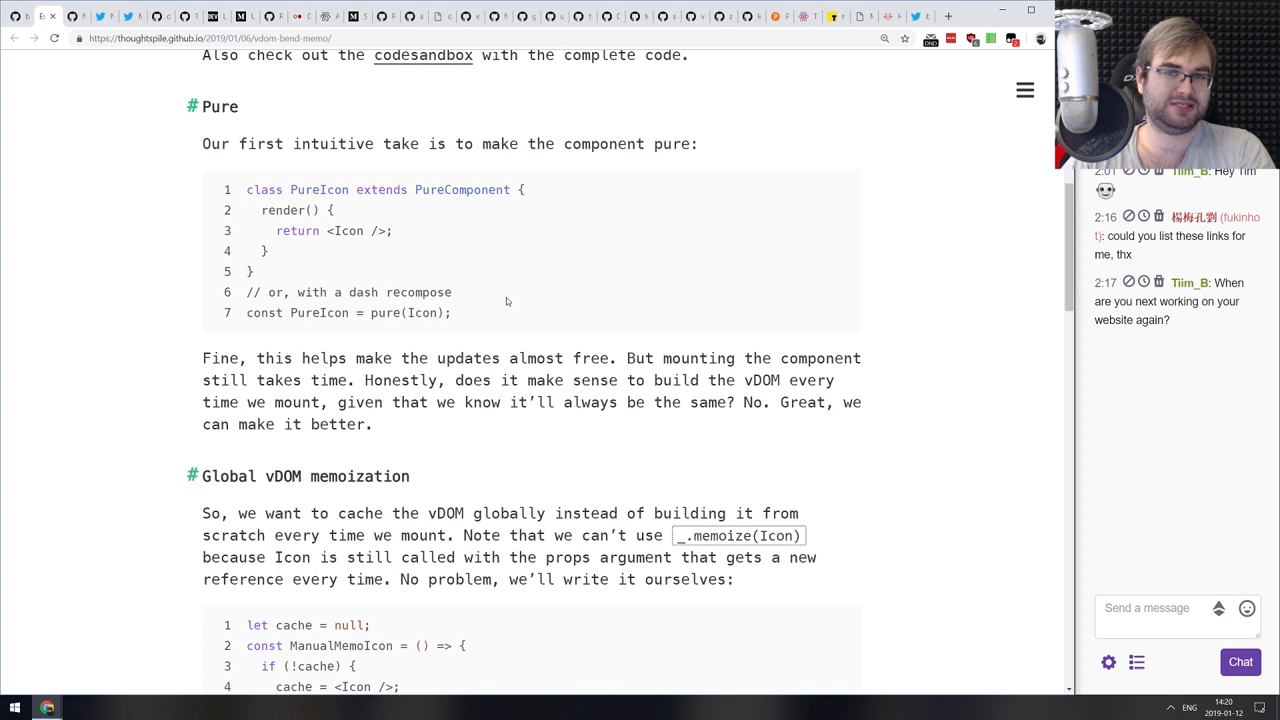 https://thoughtspile.github.io/2019/01/06/vdom-bend-memo/
Also check out the codesandbox with the complete code.
# Pure
Our first intuitive take is to make the component pure:
1 class PureIcon extends PureComponent {
2 render() {
3 return <Icon />;
4 }
5 }
6 // or, with a dash recompose
7 const PureIcon = pure(Icon);
Fine, this helps make the updates almost free. But mounting the component
still takes time. Honestly, does it make sense to build the vDOM every
time we mount, given that we know it’ll always be the same? No. Great, we
can make it better.
# Global vDOM memoization
So, we want to cache the vDOM globally instead of building it from
scratch every time we mount. Note that we can’t use _.memoize(Icon)
because Icon is still called with the props argument that gets a new
reference every time. No problem, we’ll write it ourselves:
1 let cache = null;
2 const ManualMemoIcon = () => {
3 if (!cache) {
4 cache = <Icon />;
2:01 Tiim_B: Hey Tim
2:16 楊梅孔劉 (fukinho
t): could you list these links for
me, thx
2:17 Tiim_B: When
are you next working on your
website again?
Send a message
Chat
ENG
14:20
2019-01-12